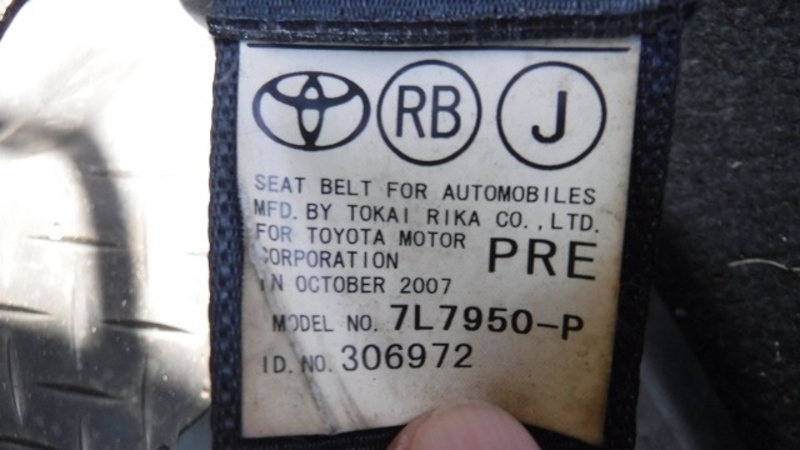 RB J
SEAT BELT FOR AUTOMOBILES
MFD. BY TOKAI RIKA CO.,LTD.
FOR TOYOTA MOTOR
CORPORATION PRE
IN OCTOBER 2007
MODEL NO. 7L7950-P
I D. NO. 306972